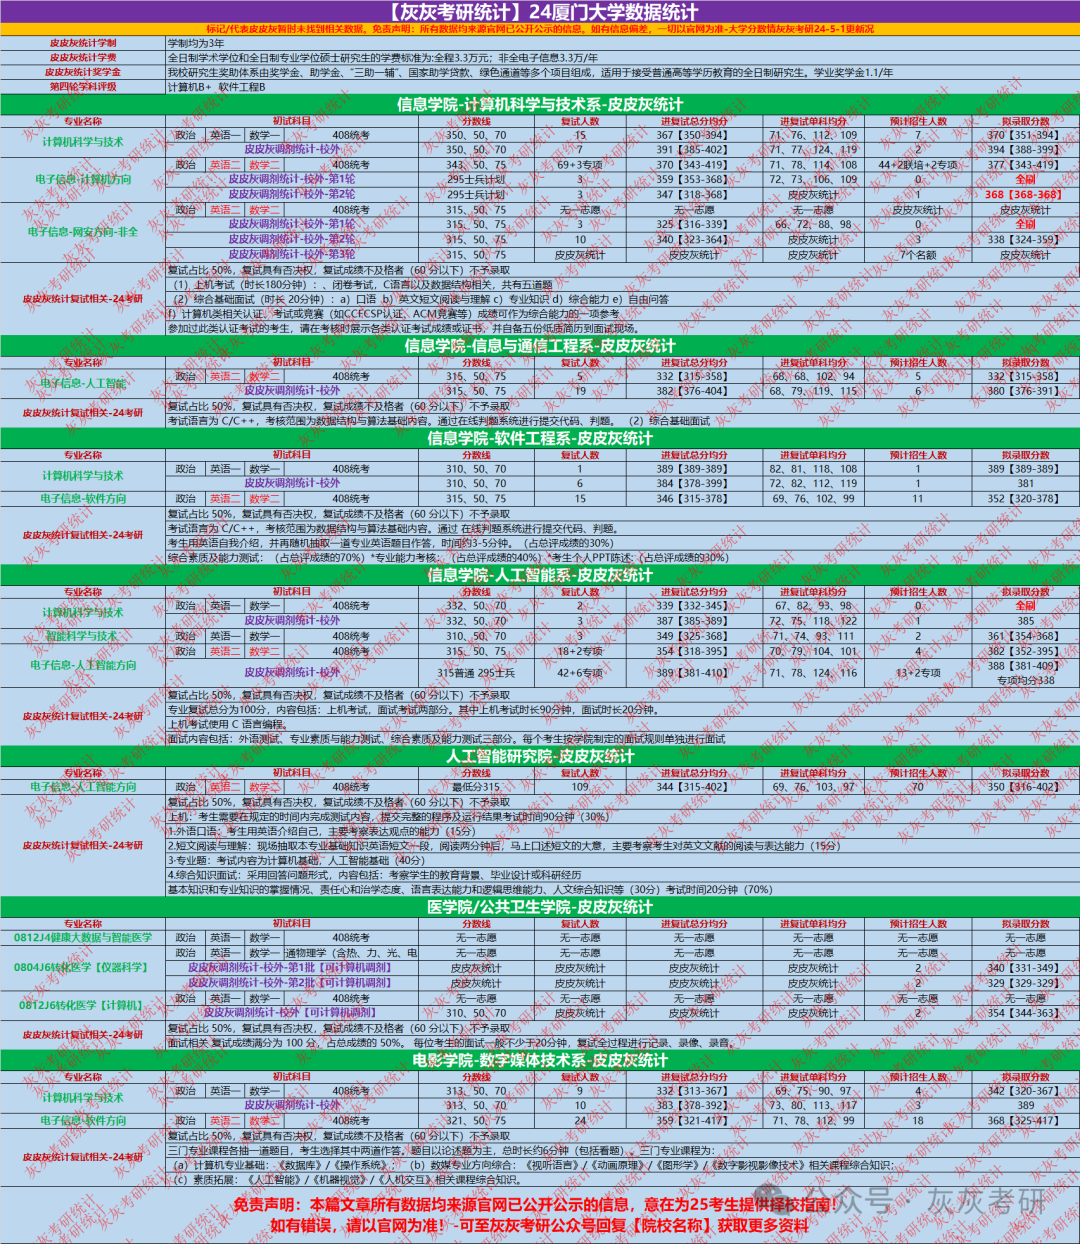 【灰灰考研统计】24厦门大学数据统计
标记/代表皮皮灰暂时未找到相关数据。免责声明：所有数据均来源官网已公开公示的信息。如有信息偏差，一切以官网为准-大学分数情灰灰考研24-5-1更新况
皮皮灰统计学制 学制均为3年
皮皮灰统计学费 全日制学术学位和全日制专业学位硕士研究生的学费标准为:全程3.3万元；非全电子信息3.3万/年
皮皮灰统计奖学金 我校研究生奖助体系由奖学金、助学金、“三助一辅”、国家助学贷款、绿色通道等多个项目组成，适用于接受普通高等学历教育的全日制研究生。学业奖学金1.1/年
第四轮学科评级 计算机B+ 软件工程B
信息学院-计算机科学与技术系-皮皮灰统计
专业名称 初试科目 分数线 复试人数 进复试总分均分 进复试单科均分 预计招生人数 拟录取分数
计算机科学与技术 政治 英语一 数学一 408统考 350、50、70 15 367【350-394】 71、76、112、109 7 370【351-394】
皮皮灰调剂统计-校外 350、50、70 7 391【385-402】 71、77、124、119 2 394【388-399】
电子信息-计算机方向 政治 英语二 数学二 408统考 343、50、75 69+3专项 370【343-419】 71、78、114、108 44+2联培+2专项 377【343-419】
皮皮灰调剂统计-校外-第1轮 295士兵计划 3 359【353-368】 72、73、106、109 0 全刷
皮皮灰调剂统计-校外-第2轮 295士兵计划 3 347【318-368】 皮皮灰统计 1 368【368-368】
电子信息-网安方向-非全 政治 英语二 数学二 408统考 315、50、75 无一志愿 无一志愿 无一志愿 皮皮灰统计 皮皮灰统计
皮皮灰调剂统计-校外-第1轮 315、50、75 3 325【316-339】 66、72、88、98 0 全刷
皮皮灰调剂统计-校外-第2轮 315、50、75 10 340【323-364】 皮皮灰统计 3 338【324-359】
皮皮灰调剂统计-校外-第3轮 315、50、75 皮皮灰统计 皮皮灰统计 皮皮灰统计 7个名额 皮皮灰统计
皮皮灰统计复试相关-24考研 复试占比 50%，复试具有否决权，复试成绩不及格者（60 分以下）不予录取
（1）上机考试（时长180分钟）：、闭卷考试，C语言以及数据结构相关，共有五道题
（2）综合基础面试（时长 20分钟）：a）口语 b）英文短文阅读与理解 c）专业知识 d）综合能力 e）自由问答
f）计算机类相关认证、考试或竞赛（如CCFCSP认证、ACM竞赛等）成绩可作为综合能力的一项参考
参加过此类认证考试的考生，请在考核时展示各类认证考试成绩或证书，并自备五份纸质简历到面试现场。
信息学院-信息与通信工程系-皮皮灰统计
专业名称 初试科目 分数线 复试人数 进复试总分均分 进复试单科均分 预计招生人数 拟录取分数
电子信息-人工智能 政治 英语二 数学二 408统考 315、50、75 5 332【315-358】 68、68、102、94 5 332【315-358】
皮皮灰调剂统计-校外 315、50、75 19 382【376-404】 68、79、119、115 6 380【376-391】
皮皮灰统计复试相关-24考研 复试占比 50%，复试具有否决权，复试成绩不及格者（60 分以下）不予录取
考试语言为 C/C++，考核范围为数据结构与算法基础内容。通过在线判题系统进行提交代码、判题。（2）综合基础面试
信息学院-软件工程系-皮皮灰统计
专业名称 初试科目 分数线 复试人数 进复试总分均分 进复试单科均分 预计招生人数 拟录取分数
计算机科学与技术 政治 英语一 数学一 408统考 310、50、70 1 389【389-389】 82、81、118、108 1 389【389-389】
皮皮灰调剂统计-校外 310、50、70 6 384【378-399】 72、82、112、119 1 381
电子信息-软件方向 政治 英语二 数学二 408统考 315、50、75 15 346【315-378】 69、76、102、99 11 352【320-378】
皮皮灰统计复试相关-24考研 复试占比 50%，复试具有否决权，复试成绩不及格者（60 分以下）不予录取
考试语言为 C/C++，考核范围为数据结构与算法基础内容。通过 在线判题系统进行提交代码、判题。
考生用英语自我介绍，并再随机抽取一道专业英语题目作答，时间约3-5分钟。（占总评成绩的30%）
综合素质及能力测试：（占总评成绩的70%）*专业能力考核：（占总评成绩的40%）*考生个人PPT陈述:（占总评成绩的30%）
信息学院-人工智能系-皮皮灰统计
专业名称 初试科目 分数线 复试人数 进复试总分均分 进复试单科均分 预计招生人数 拟录取分数
计算机科学与技术 政治 英语一 数学一 408统考 332、50、70 2 339【332-345】 67、82、93、98 0 全刷
皮皮灰调剂统计-校外 332、50、70 3 387【385-389】 72、75、118、122 1 385
智能科学与技术 政治 英语一 数学一 408统考 310、50、70 3 349【325-368】 71、74、93、111 2 361【354-368】
电子信息-人工智能方向 政治 英语二 数学二 408统考 315、50、75 18+2专项 354【318-395】 70、79、104、101 4 382【352-395】
皮皮灰调剂统计-校外 315普通 295士兵 42+6专项 389【381-410】 71、78、124、116 13+2专项 388【381-409】
专项均分338
皮皮灰统计复试相关-24考研 复试占比 50%，复试具有否决权，复试成绩不及格者（60 分以下）不予录取
专业复试总分为100分，内容包括：上机考试，面试考试两部分。其中上机考试时长90分钟，面试时长20分钟。
上机考试使用 C 语言编程。
面试内容包括：外语测试、专业素质与能力测试、综合素质及能力测试三部分。每个考生按学院制定的面试规则单独进行面试
人工智能研究院-皮皮灰统计
专业名称 初试科目 分数线 复试人数 进复试总分均分 进复试单科均分 预计招生人数 拟录取分数
电子信息-人工智能方向 政治 英语二 数学二 408统考 最低分315 109 344【315-402】 69、76、103、97 70 350【316-402】
皮皮灰统计复试相关-24考研 复试占比 50%，复试具有否决权，复试成绩不及格者（60 分以下）不予录取
上机：考生需要在规定的时间内完成测试内容，提交完整的程序及运行结果考试时间90分钟（30%）
1.外语口语：考生用英语介绍自己，主要考察表达观点的能力（15分）
2.短文阅读与理解：现场抽取本专业基础知识英语短文一段，阅读两分钟后，马上口述短文的大意，主要考察考生对英文文献的阅读与表达能力（15分）
3·专业题：考试内容为计算机基础，人工智能基础（40分）
4.综合知识面试：采用回答问题形式，内容包括：考察学生的教育背景、毕业设计或科研经历
基本知识和专业知识的掌握情况、责任心和治学态度、语言表达能力和逻辑思维能力、人文综合知识等（30分）考试时间20分钟（70%）
医学院/公共卫生学院-皮皮灰统计
专业名称 初试科目 分数线 复试人数 进复试总分均分 进复试单科均分 预计招生人数 拟录取分数
0812J4健康大数据与智能医学 政治 英语一 数学一 408统考 无一志愿 无一志愿 无一志愿 无一志愿 无一志愿 无一志愿
0804J6转化医学【仪器科学】 政治 英语一 数学一 通物理学（含热、力、光、电 无一志愿 无一志愿 无一志愿 无一志愿 无一志愿 无一志愿
皮皮灰调剂统计-校外-第1批【可计算机调剂】 皮皮灰统计 皮皮灰统计 皮皮灰统计 皮皮灰统计 2 340【331-349】
皮皮灰调剂统计-校外-第2批【可计算机调剂】 皮皮灰统计 皮皮灰统计 皮皮灰统计 皮皮灰统计 2 329【329-329】
0812J6转化医学【计算机】 政治 英语一 数学一 408统考 无一志愿 无一志愿 无一志愿 无一志愿 无一志愿 无一志愿
皮皮灰调剂统计-校外【可计算机调剂】 310、50、70 皮皮灰统计 皮皮灰统计 皮皮灰统计 2 354【344-363】
皮皮灰统计复试相关-24考研 复试占比 50%，复试具有否决权，复试成绩不及格者（60 分以下）不予录取
面试相关 复试成绩满分为 100 分，占总成绩的 50%。 每位考生的面试一般不少于20分钟，复试全过程进行记录、录像、录音。
电影学院-数字媒体技术系-皮皮灰统计
专业名称 初试科目 分数线 复试人数 进复试总分均分 进复试单科均分 预计招生人数 拟录取分数
计算机科学与技术 政治 英语一 数学一 408统考 313、50、70 9 332【313-367】 69、75、90、97 4 342【320-367】
皮皮灰调剂统计-校外 313、50、70 10 383【378-392】 73、80、113、117 3 389
电子信息-软件方向 政治 英语二 数学二 408统考 321、50、75 24 359【321-417】 71、78、112、99 18 368【325-417】
皮皮灰统计复试相关-24考研 复试占比 50%，复试具有否决权，复试成绩不及格者（60 分以下）不予录取
三门专业课程各抽一道题，考生选择其中两道作答。题目以论述题为主，总时长约6分钟（包括看题）。三门专业课程为：
（a）计算机专业基础：《数据库》/《操作系统》；（b）数媒专业方向综合：《视听语言》/《动画原理》/《图形学》/《数字影视影像技术》相关课程综合知识；
（c）素质拓展：《人工智能》/《机器视觉》/《人机交互》相关课程综合知识。
免责声明：本篇文章所有数据均来源官网已公开公示的信息，意在为25考生提供择校指南！
如有错误，请以官网为准！-可至灰灰考研公众号回复【院校名称】获取更多资料
公众号 · 灰灰考研